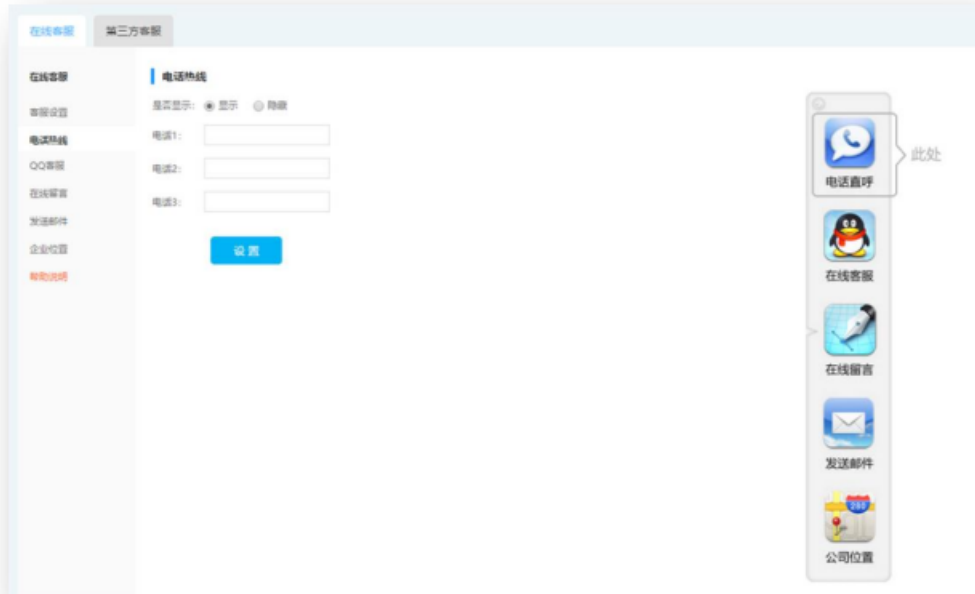 在线客服 第三方客服
在线客服
客服设置
电话热线
QQ客服
在线留言
发送邮件
企业位置
帮助说明
电话热线
是否显示: 显示 隐藏
电话1:
电话2:
电话3:
设 置
电话直呼
此处
在线客服
在线留言
发送邮件
280
公司位置